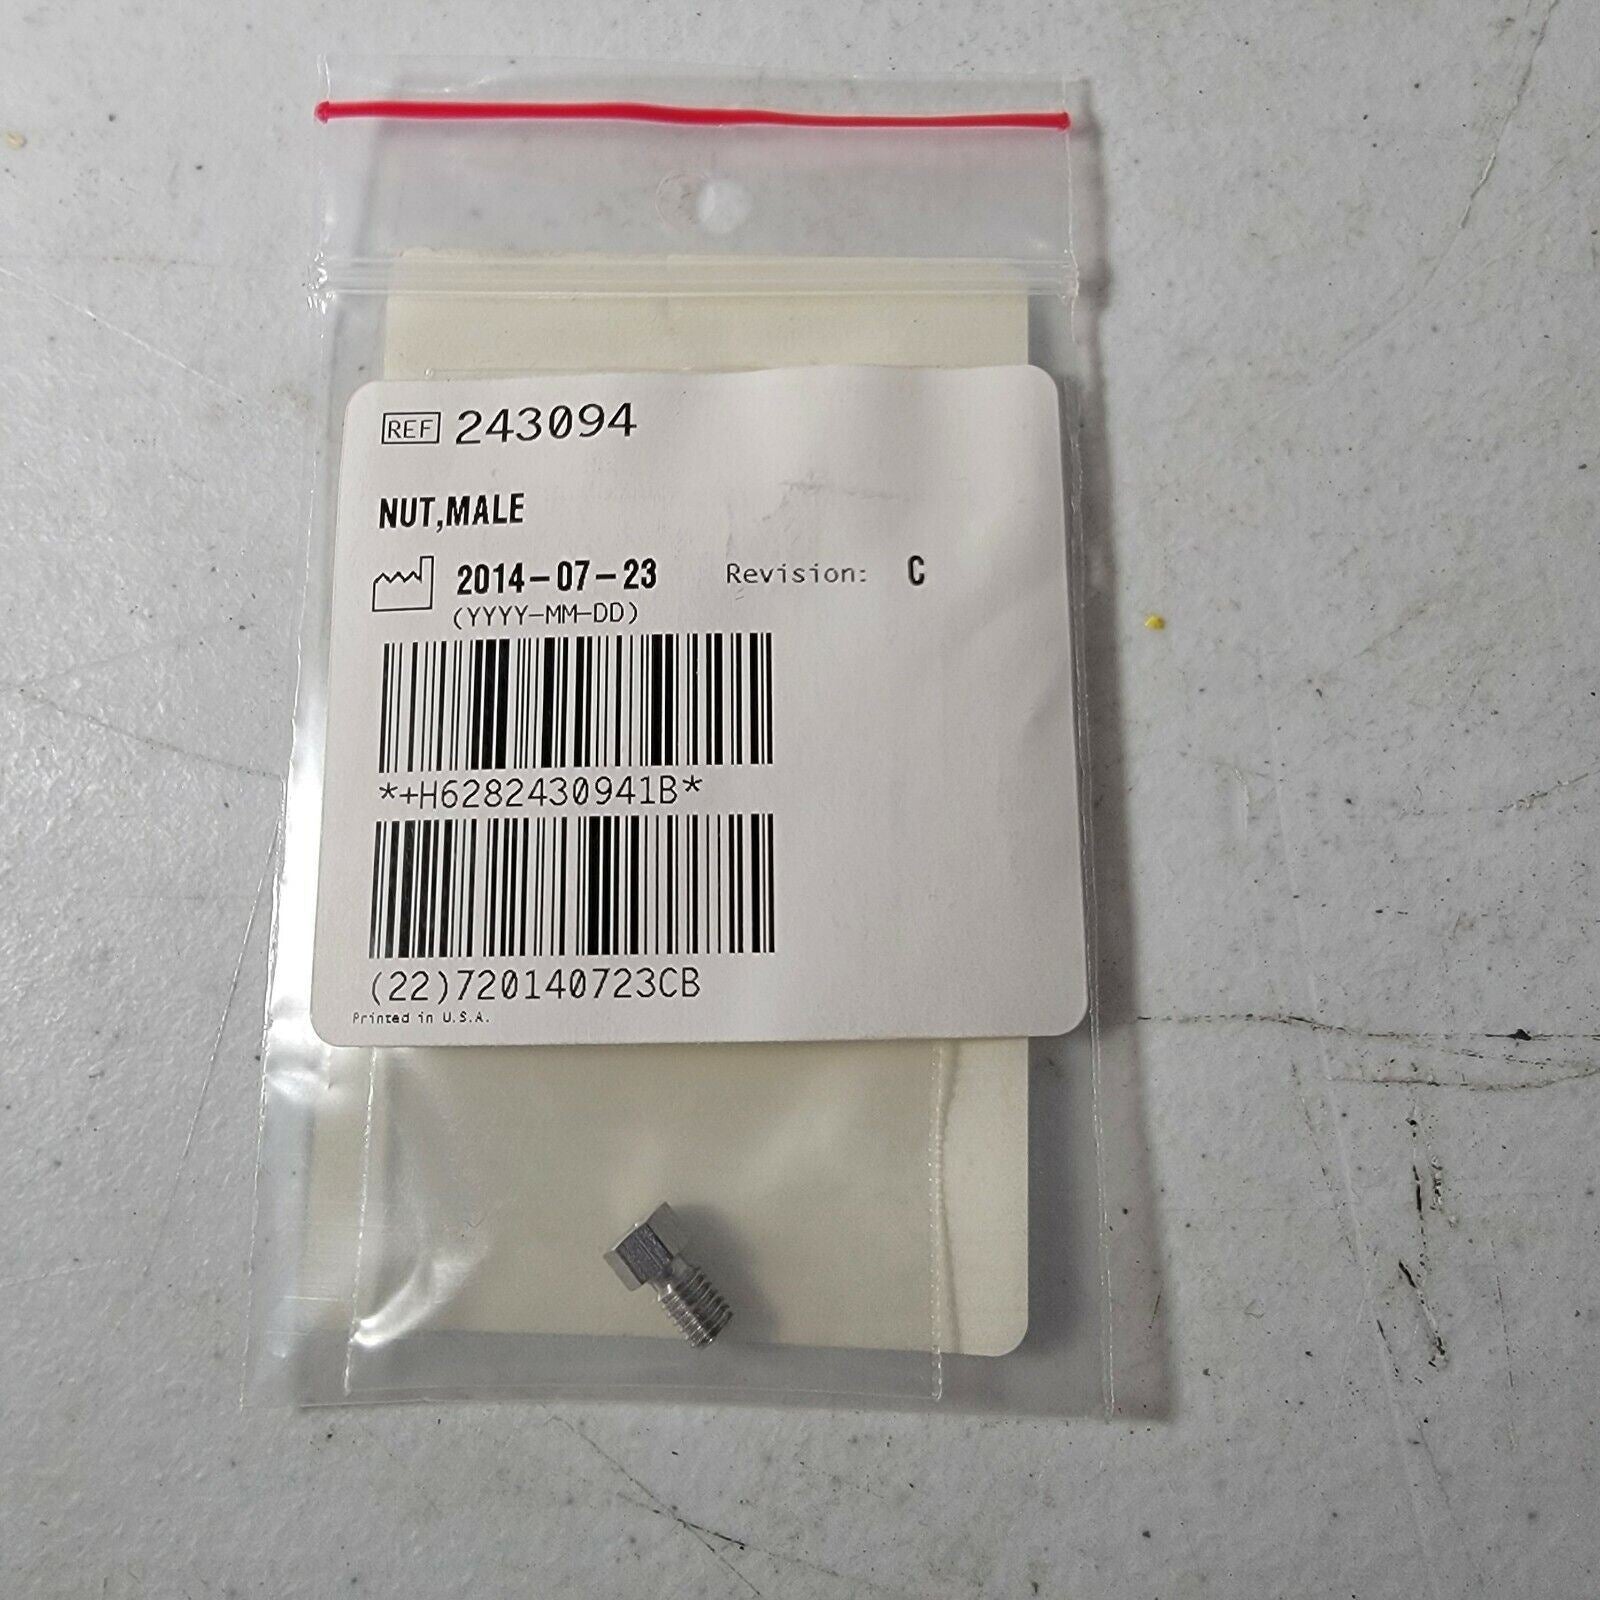 REF 243094
NUT,MALE
2014-07-23 Revision: C
(YYYY-MM-DD)
*+H6282430941B*
(22)720140723CB
Printed in U.S.A.